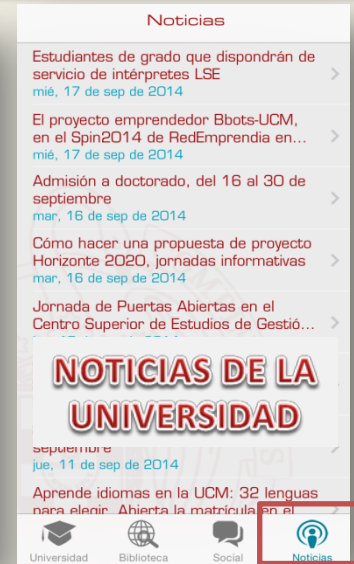 Noticias
Estudiantes de grado que dispondrán de
servicio de intérpretes LSE
mié, 17 de sep de 2014
El proyecto emprendedor Bbots-UCM,
en el Spin2014 de RedEmprendia en...
mié, 17 de sep de 2014
Admisión a doctorado, del 16 al 30 de
septiembre
mar, 16 de sep de 2014
Cómo hacer una propuesta de proyecto
Horizonte 2020, jornadas informativas
mar, 16 de sep de 2014
Jornada de Puertas Abiertas en el
Centro Superior de Estudios de Gestió...
NOTICIAS DE LA
UNIVERSIDAD
septiembre
jue, 11 de sep de 2014
Aprende idiomas en la UCM: 32 lenguas
para elegir. Abierta la matrícula en el
Universidad Biblioteca Social Noticias